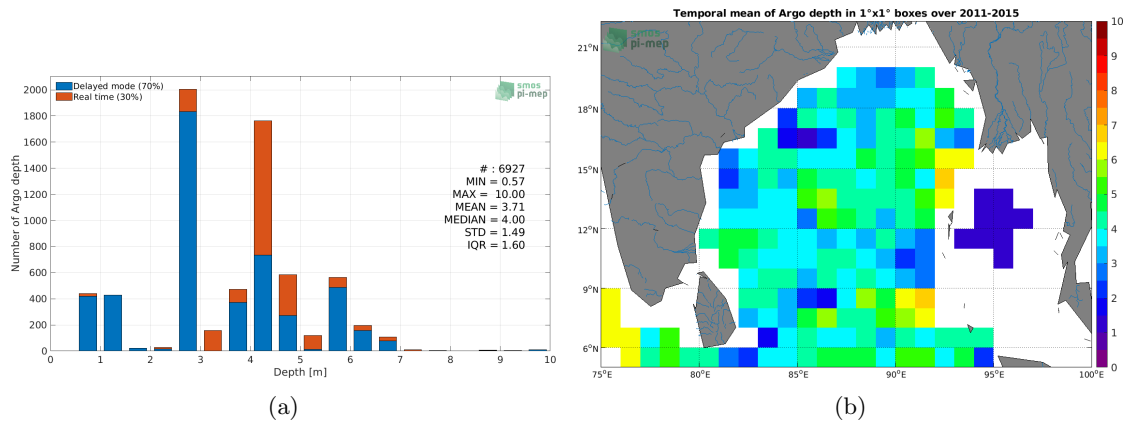 Temporal mean of Argo depth in 1°x1° boxes over 2011-2015
smos
pi-mep
Delayed mode (70%)
Real time (30%)
# : 6927
MIN = 0.57
MAX = 10.00
MEAN = 3.71
MEDIAN = 4.00
STD = 1.49
IQR = 1.60
Number of Argo depth
2000
1800
1600
1400
1200
1000
800
600
400
200
0
0 1 2 3 4 5 6 7 8 9 10
Depth [m]
(a)
smos
pi-mep
21°N
18°N
15°N
12°N
9°N
6°N
75°E 80°E 85°E 90°E 95°E 100°E
10
9
8
7
6
5
4
3
2
1
0
(b)